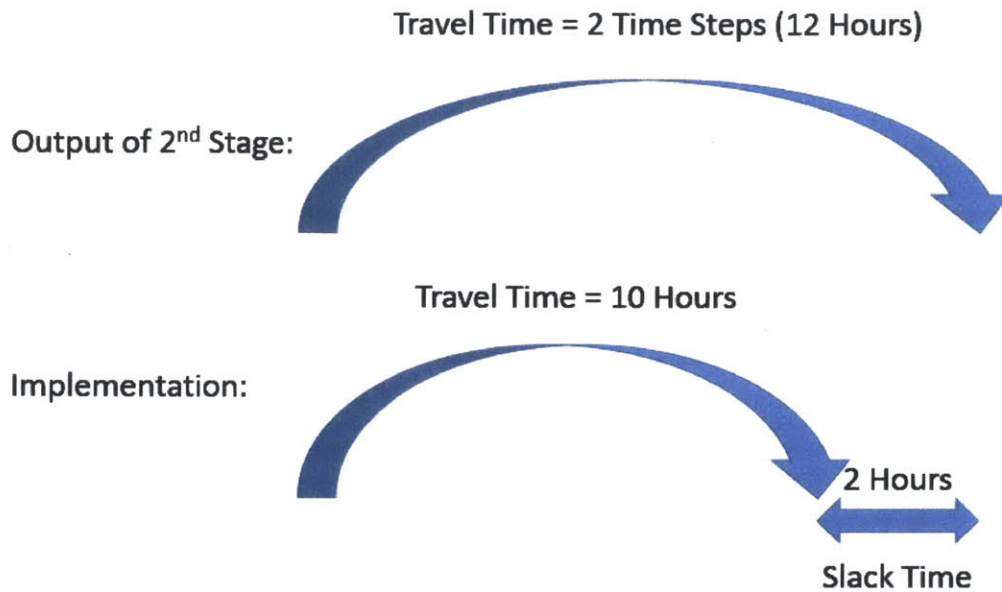 Travel Time = 2 Time Steps (12 Hours)
Output of 2nd Stage:
Travel Time = 10 Hours
Implementation:
2 Hours
Slack Time